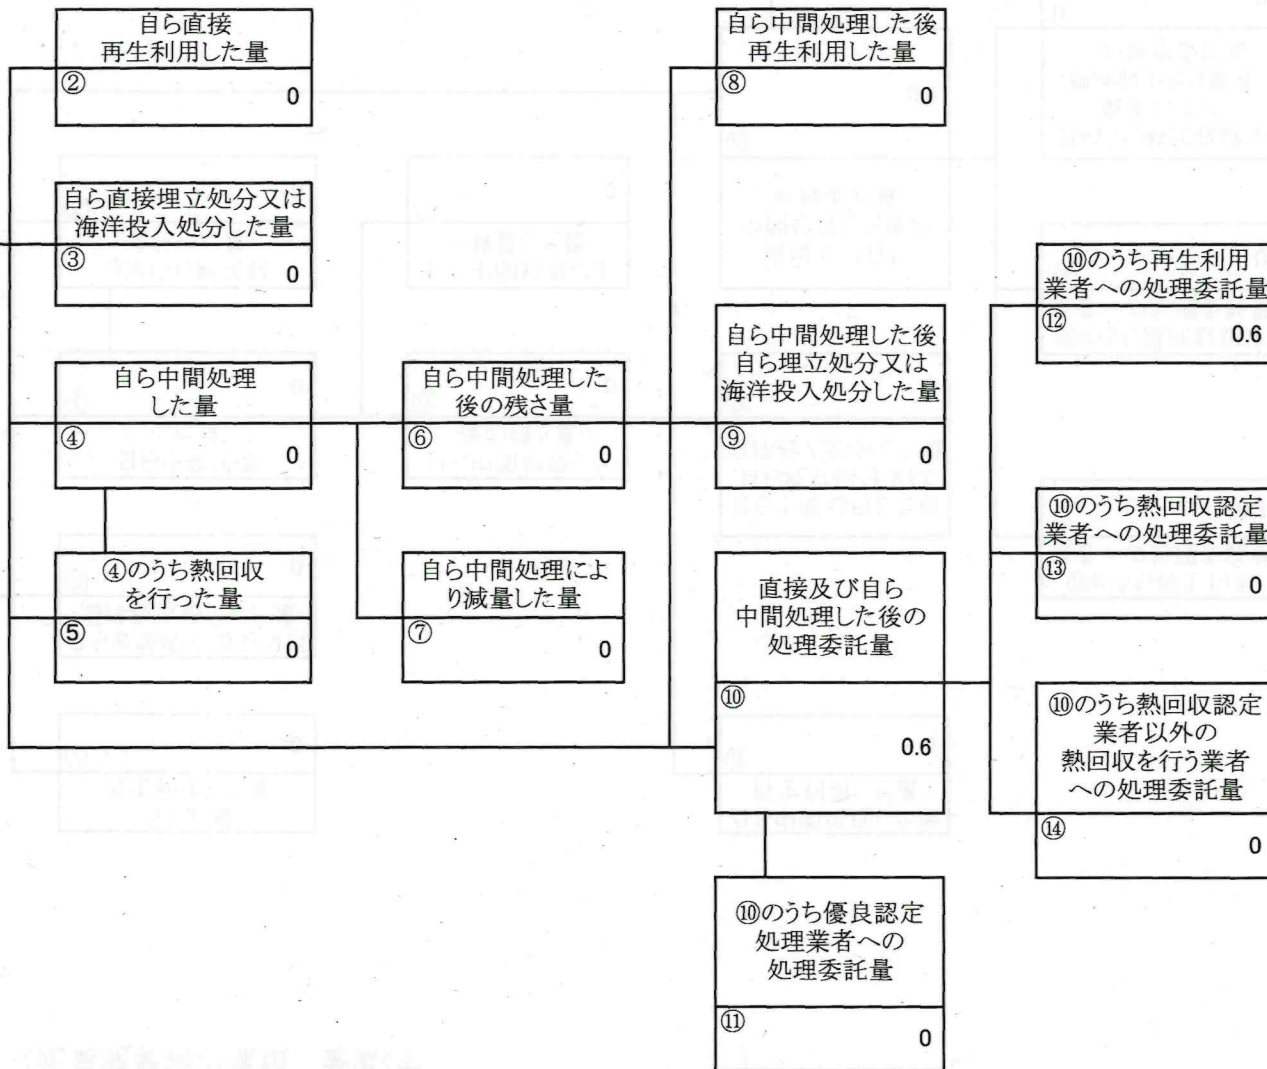 自ら直接
再生利用した量
②
0
自ら直接埋立処分又は
海洋投入処分した量
③
0
自ら中間処理
した量
④
0
④のうち熱回収
を行った量
⑤
0
自ら中間処理した
後の残さ量
⑥
0
自ら中間処理によ
り減量した量
⑦
0
自ら中間処理した後
再生利用した量
⑧
0
自ら中間処理した後
自ら埋立処分又は
海洋投入処分した量
⑨
0
直接及び自ら
中間処理した後の
処理委託量
⑩
0.6
⑩のうち優良認定
処理業者への
処理委託量
⑪
0
⑩のうち再生利用
業者への処理委託量
⑫
0.6
⑩のうち熱回収認定
業者への処理委託量
⑬
0
⑩のうち熱回収認定
業者以外の
熱回収を行う業者
への処理委託量
⑭
0